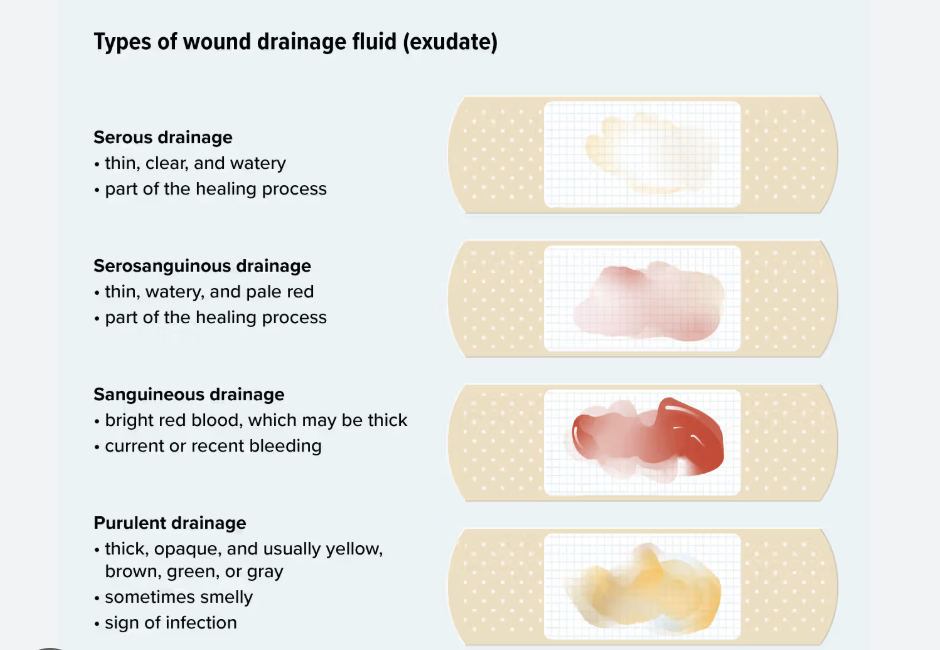 Types of wound drainage fluid (exudate)
Serous drainage
• thin, clear, and watery
• part of the healing process
Serosanguinous drainage
• thin, watery, and pale red
• part of the healing process
Sanguineous drainage
• bright red blood, which may be thick
• current or recent bleeding
Purulent drainage
• thick, opaque, and usually yellow,
brown, green, or gray
• sometimes smelly
• sign of infection